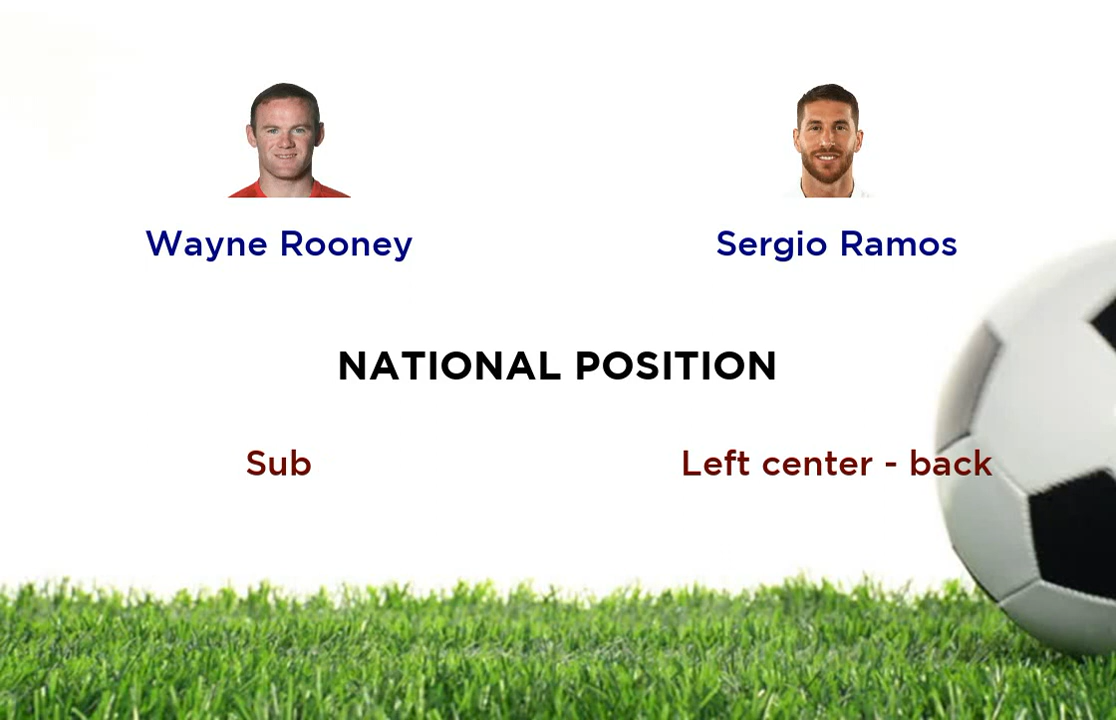 Wayne Rooney
Sergio Ramos
NATIONAL POSITION
Sub
Left center - back